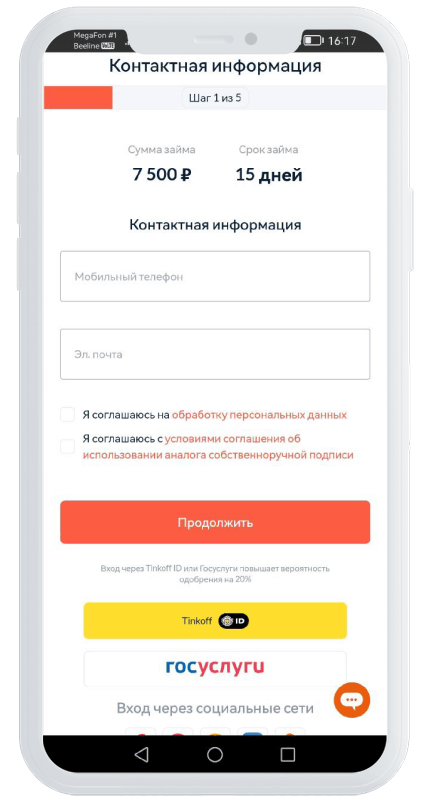 MegaFon #1
Beeline VoLTE
16:17
Контактная информация
Шаг 1 из 5
Сумма займа
Срок займа
7 500 ₽
15 дней
Контактная информация
Мобильный телефон
Эл. почта
Я соглашаюсь на обработку персональных данных
Я соглашаюсь с условиями соглашения об
использовании аналога собственноручной подписи
Продолжить
Вход через Tinkoff ID или Госуслуги повышает вероятность
одобрения на 20%
Tinkoff ID
госуслуги
Вход через социальные сети